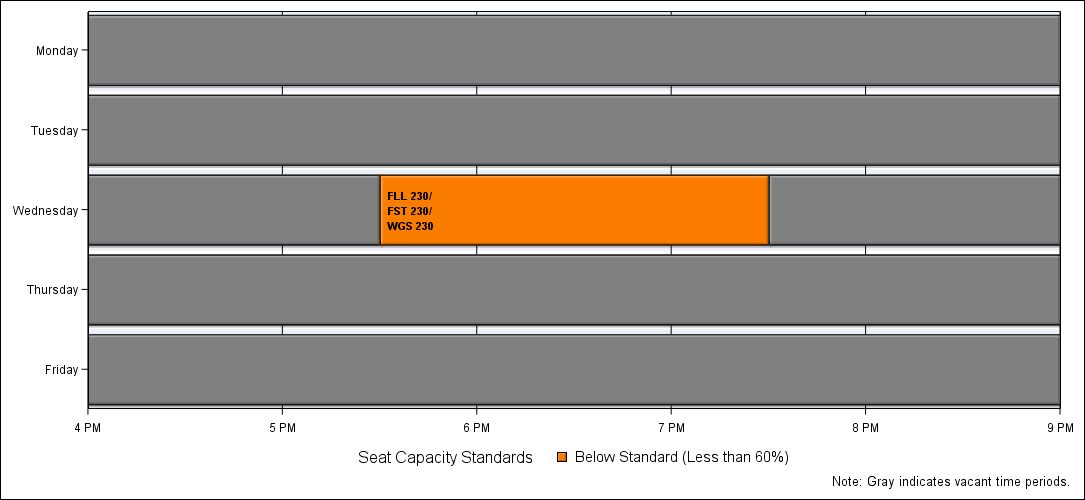 Monday
Tuesday
Wednesday
FLL 230/
FST 230/
WGS 230
Thursday
Friday
4 PM 5 PM 6 PM 7 PM 8 PM 9 PM
Seat Capacity Standards Below Standard (Less than 60%)
Note: Gray indicates vacant time periods.